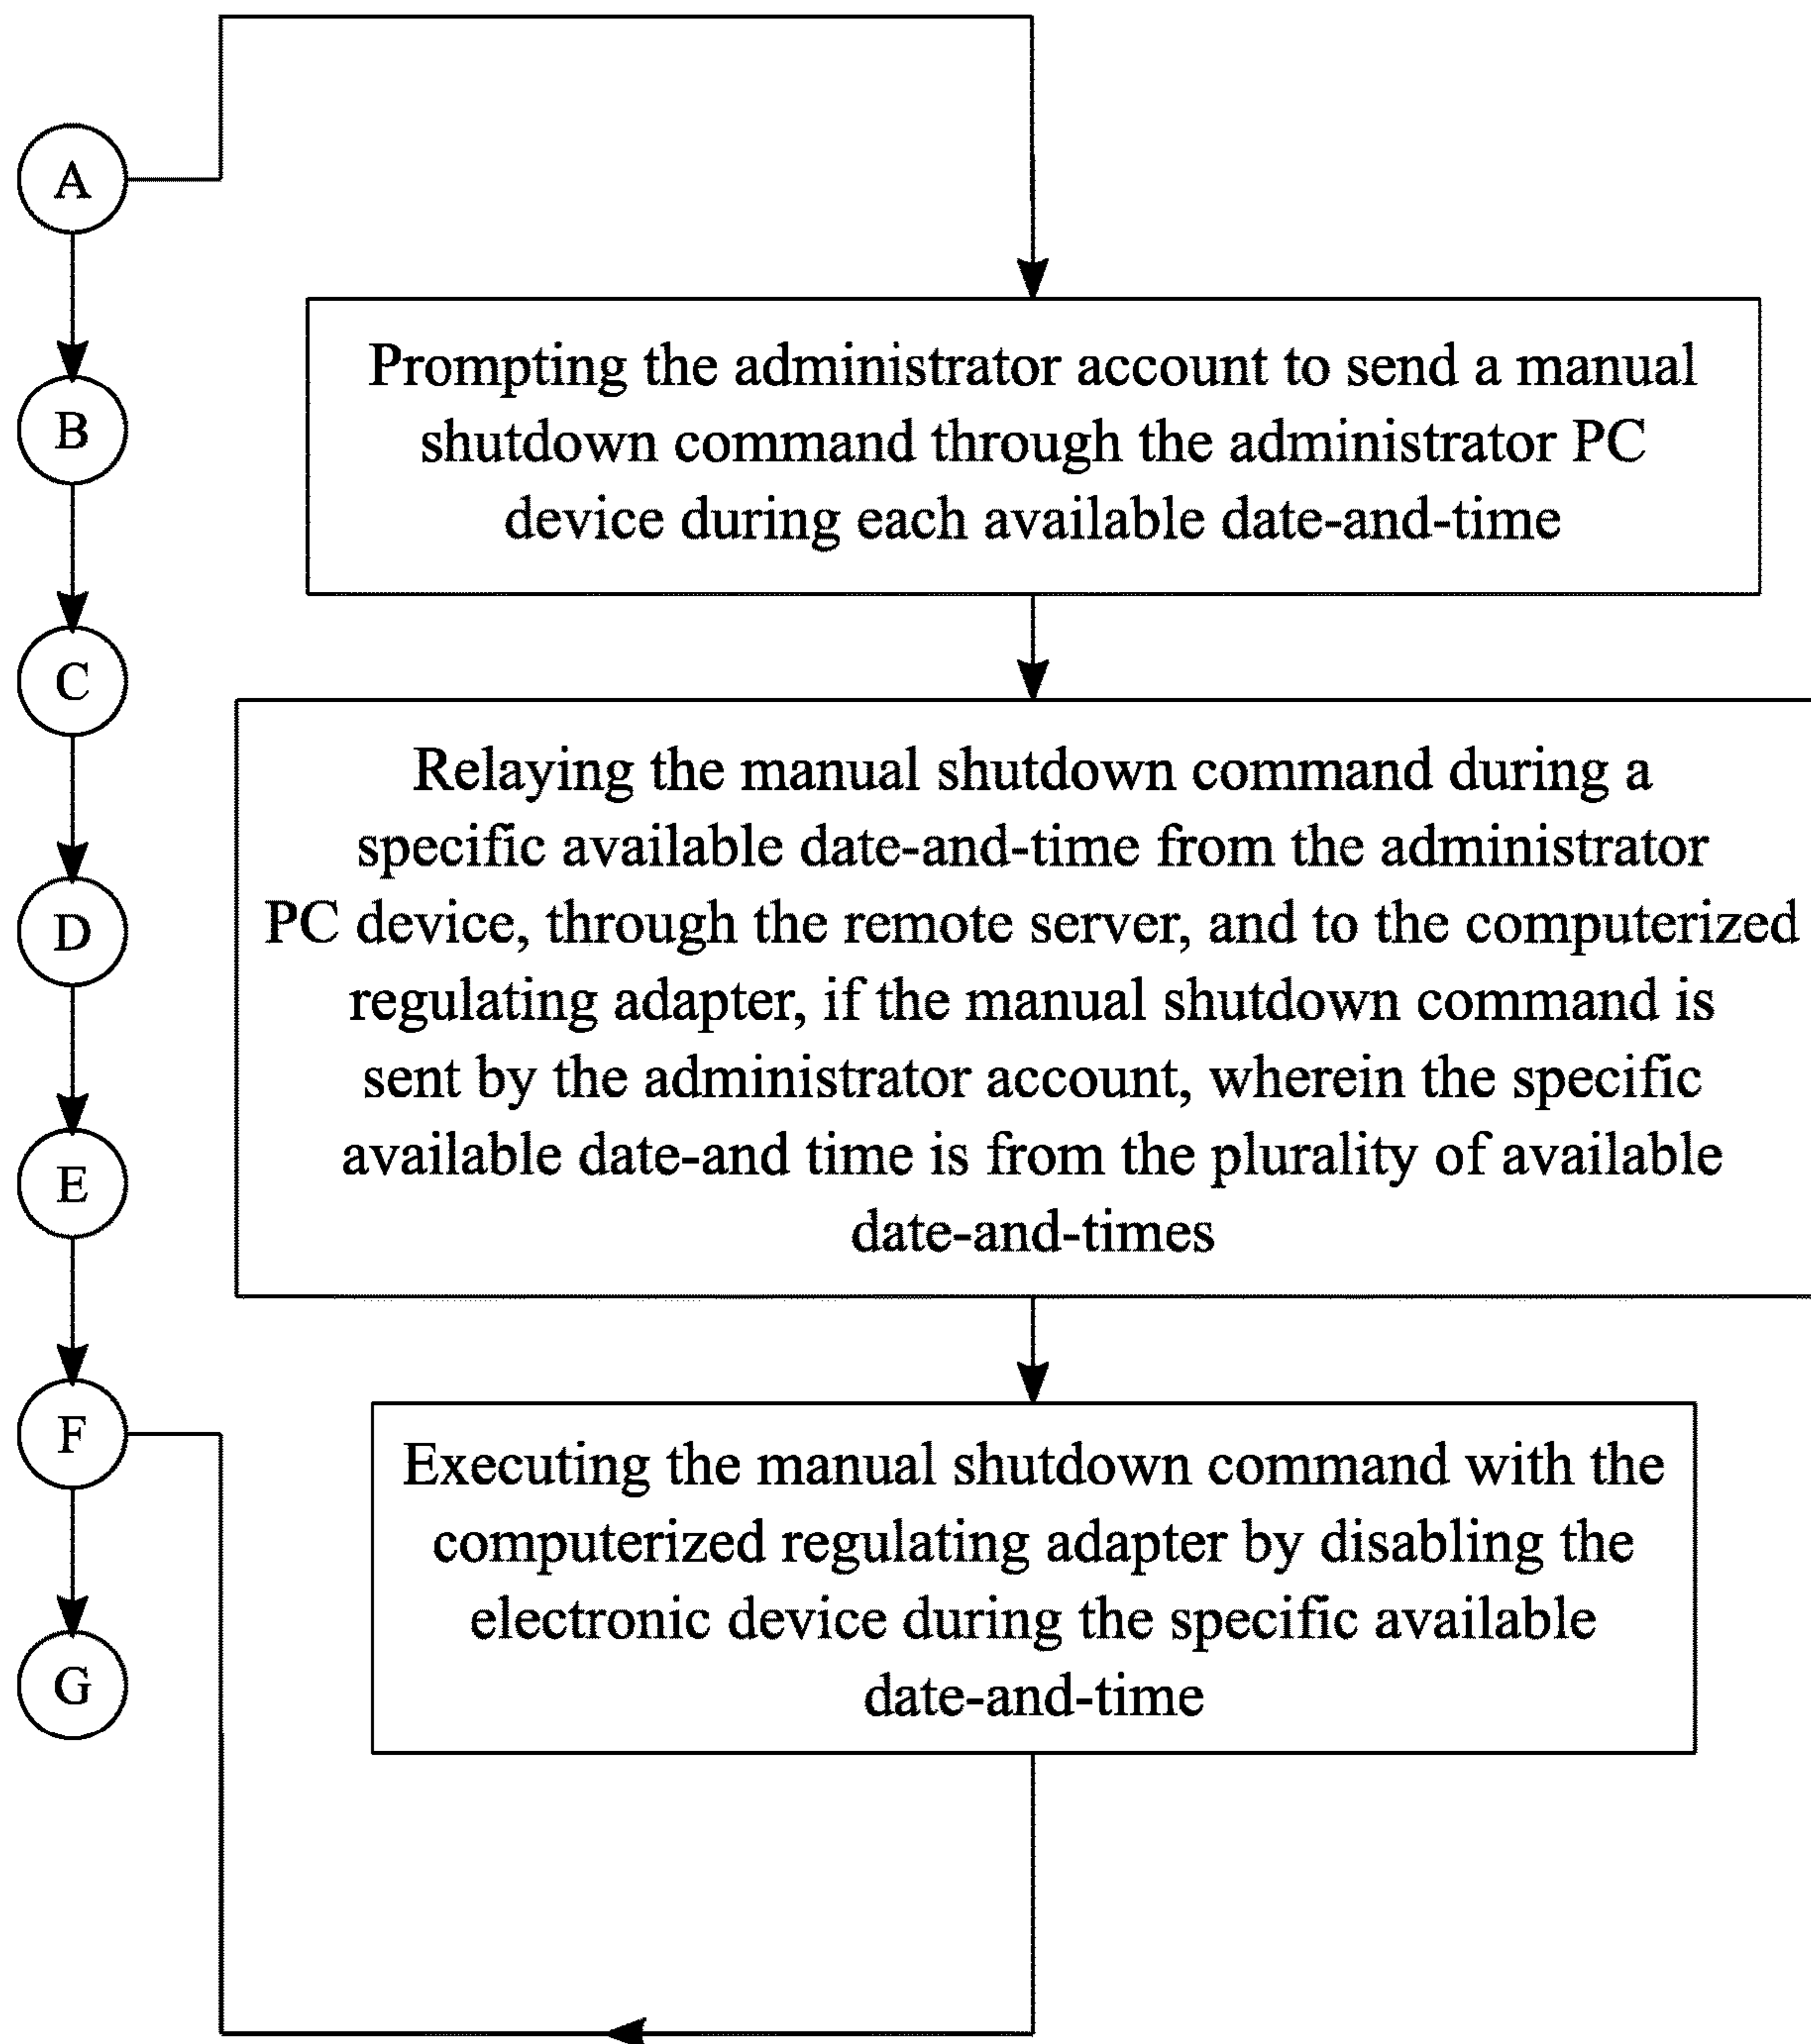 A
B
C
D
E
F
G
Prompting the administrator account to send a manual
shutdown command through the administrator PC
device during each available date-and-time
Relaying the manual shutdown command during a
specific available date-and-time from the administrator
PC device, through the remote server, and to the computerized
regulating adapter, if the manual shutdown command is
sent by the administrator account, wherein the specific
available date-and time is from the plurality of available
date-and-times
Executing the manual shutdown command with the
computerized regulating adapter by disabling the
electronic device during the specific available
date-and-time